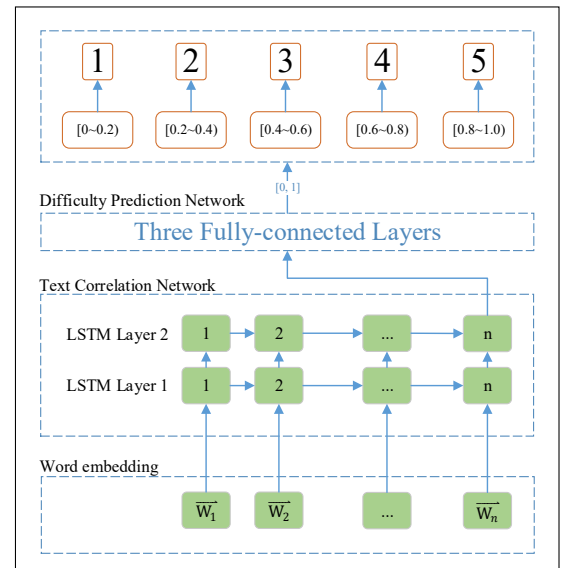 1 2 3 4 5
[0~0.2) [0.2~0.4) [0.4~0.6) [0.6~0.8) [0.8~1.0)
[0, 1]
Difficulty Prediction Network
Three Fully-connected Layers
Text Correlation Network
LSTM Layer 2 1 2 ... n
LSTM Layer 1 1 2 ... n
Word embedding
W₁ W₂ ... Wₙ